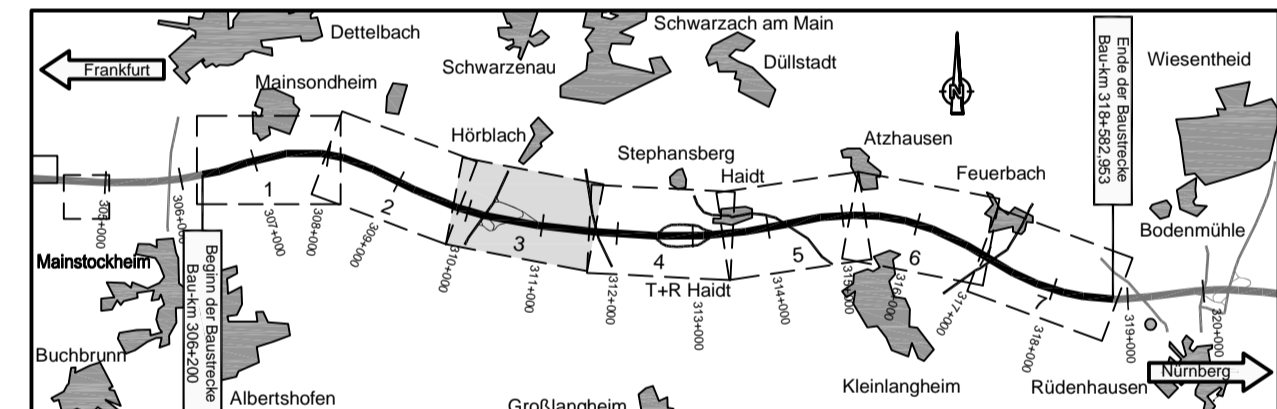 Dettelbach
Schwarzach am Main
Frankfurt
Schwarzenau
Düllstadt
Wiesentheid
Mainsondheim
Ende der Baustrecke
Bau-km 318+582,953
N
Hörblach
Stephansberg
Haidt
Atzhausen
Feuerbach
Bodenmühle
1
2
3
4
5
6
7
305+000
306+000
307+000
308+000
309+000
310+000
311+000
312+000
313+000
314+000
315+000
316+000
317+000
318+000
319+000
320+000
T+R Haidt
Mainstockheim
Beginn der Baustrecke
Bau-km 306+200
Buchbrunn
Albertshofen
Großlangheim
Kleinlangheim
Rüdenhausen
Nürnberg